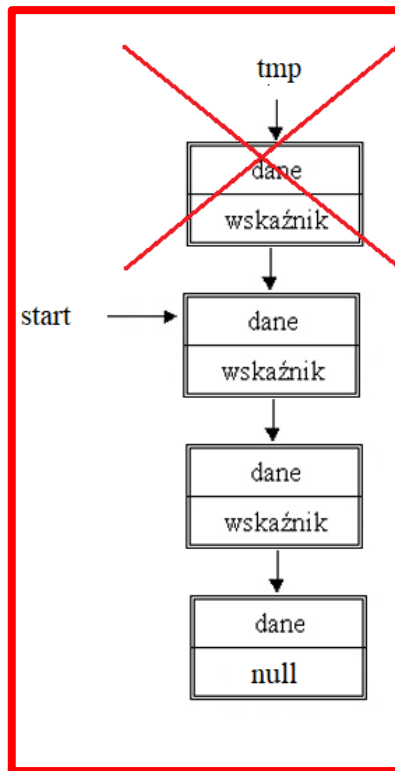 tmp
dane
wskaźnik
start
dane
wskaźnik
dane
wskaźnik
dane
null